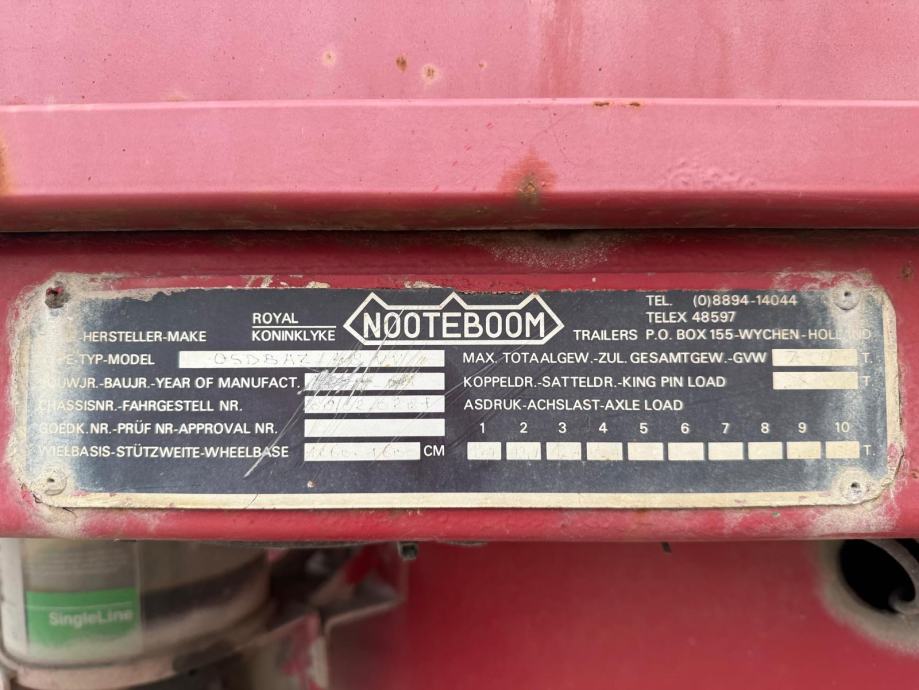 TEL. (0)8894-14044
TELEX 48597
ROYAL
KONINKLYKE
NOOTEBOOM
TRAILERS P.O. BOX 155-WYCHEN-HOLLAND
-HERSTELLER-MAKE
TYPE-TYP-MODEL MAX. TOTAALGEW.-ZUL. GESAMTGEW.-GVW T.
BOUWJR.-BAUJR.-YEAR OF MANUFACT. KOPPELDR.-SATTELDR.-KING PIN LOAD T.
CHASSISNR.-FAHRGESTELL NR. ASDRUK-ACHSLAST-AXLE LOAD
GOEDK.NR.-PRÜF NR-APPROVAL NR. 1 2 3 4 5 6 7 8 9 10
WIELBASIS-STÜTZWEITE-WHEELBASE CM T.
SingleLine